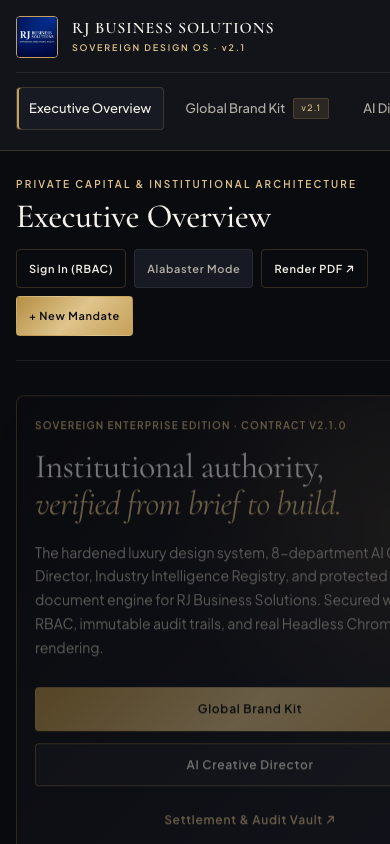 RJ BUSINESS SOLUTIONS
RJ BUSINESS SOLUTIONS
SOVEREIGN DESIGN OS · v2.1
Executive Overview
Global Brand Kit v2.1
AI Di
PRIVATE CAPITAL & INSTITUTIONAL ARCHITECTURE
Executive Overview
Sign In (RBAC)
Alabaster Mode
Render PDF ↗
+ New Mandate
SOVEREIGN ENTERPRISE EDITION · CONTRACT V2.1.0
Institutional authority,
verified from brief to build.
The hardened luxury design system, 8–department AI
Director, Industry Intelligence Registry, and protected
document engine for RJ Business Solutions. Secured
RBAC, immutable audit trails, and real Headless
rendering.
Global Brand Kit
AI Creative Director
Settlement & Audit Vault ↗